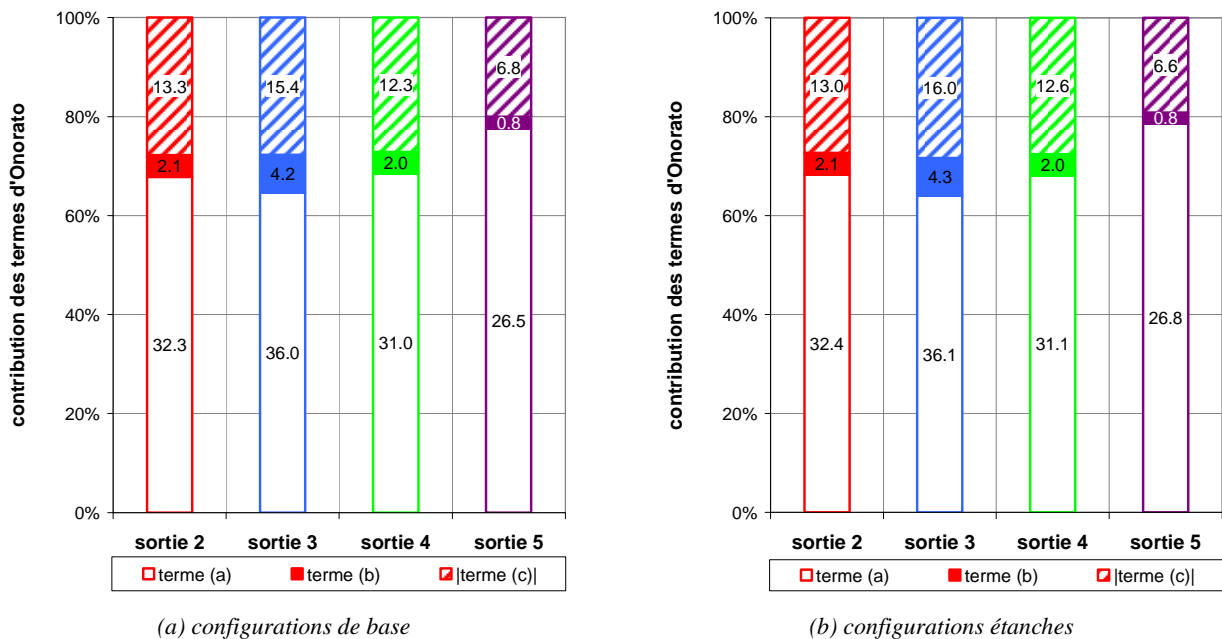 contribution des termes d'Onorato
100%
80%
60%
40%
20%
0%
13.3
15.4
12.3
6.8
2.1
4.2
2.0
0.8
32.3
36.0
31.0
26.5
sortie 2
sortie 3
sortie 4
sortie 5
terme (a)
terme (b)
|terme (c)|
(a) configurations de base
contribution des termes d'Onorato
100%
80%
60%
40%
20%
0%
13.0
16.0
12.6
6.6
2.1
4.3
2.0
0.8
32.4
36.1
31.1
26.8
sortie 2
sortie 3
sortie 4
sortie 5
terme (a)
terme (b)
|terme (c)|
(b) configurations étanches